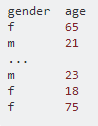 gender  age
f       65
m       21
...
m       23
f       18
f       75